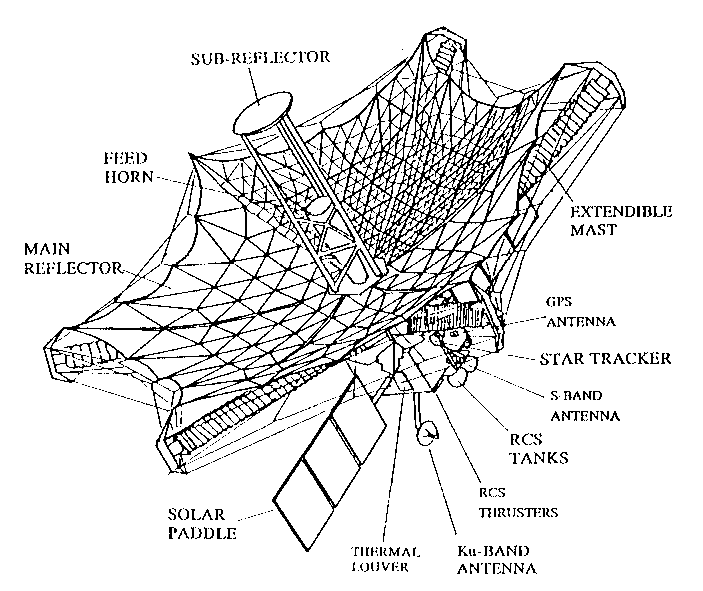 SUB-REFLECTOR
FEED
HORN
MAIN
REFLECTOR
EXTENDIBLE
MAST
GPS
ANTENNA
STAR TRACKER
S-BAND
ANTENNA
RCS
TANKS
RCS
THRUSTERS
SOLAR
PADDLE
THERMAL
LOUVER
Ku-BAND
ANTENNA